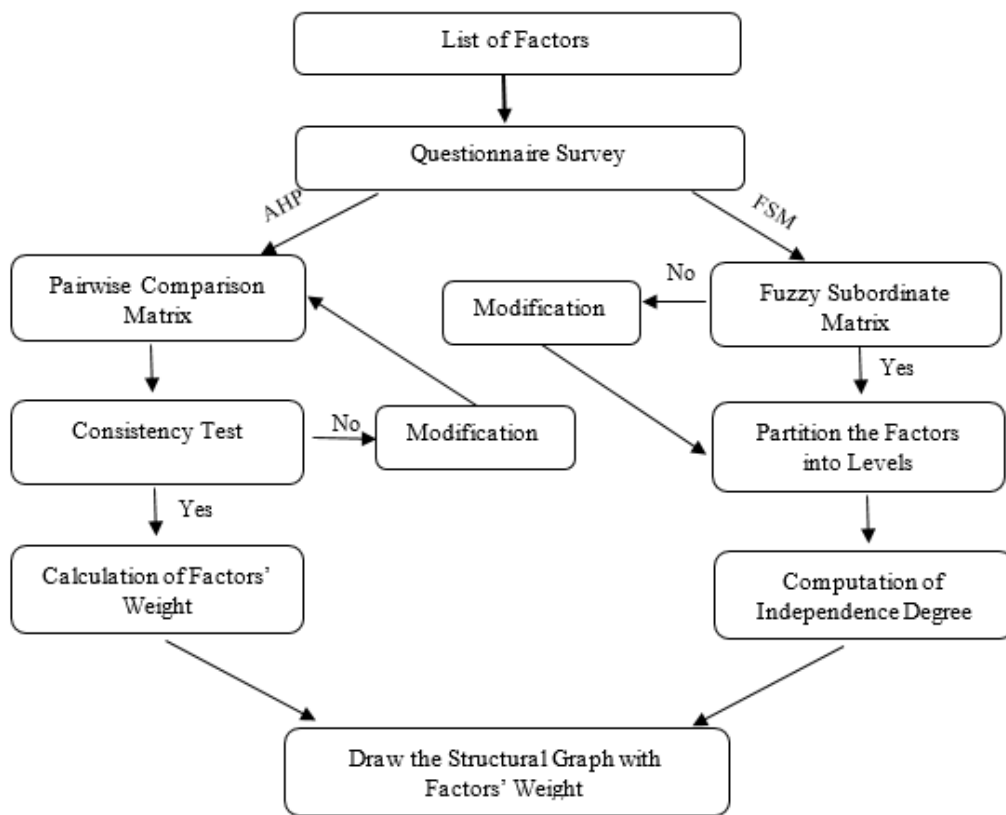 List of Factors
Questionnaire Survey
AHP
FSM
Pairwise Comparison
Matrix
No
Modification
Fuzzy Subordinate
Matrix
Yes
Consistency Test
No
Modification
Partition the Factors
into Levels
Yes
Calculation of Factors’
Weight
Computation of
Independence Degree
Draw the Structural Graph with
Factors’ Weight